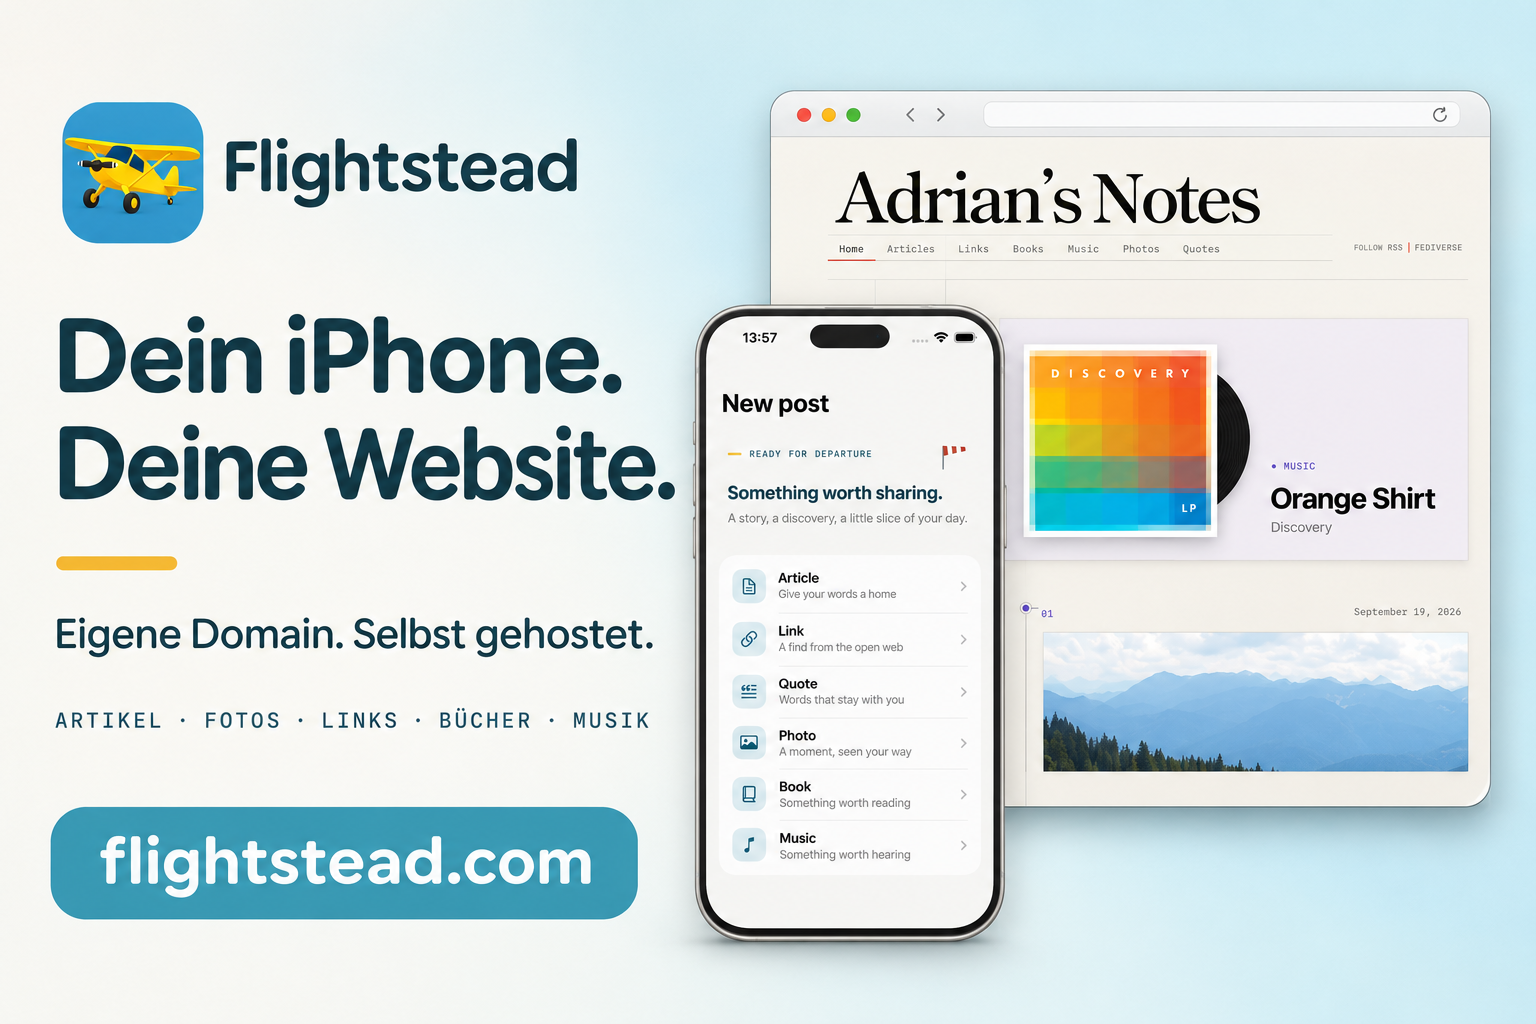 Flightstead
Dein iPhone.
Deine Website.
Eigene Domain. Selbst gehostet.
ARTIKEL · FOTOS · LINKS · BÜCHER · MUSIK
flightstead.com
Adrian’s Notes
Home Articles Links Books Music Photos Quotes
FOLLOW RSS | FEDIVERSE
DISCOVERY
LP
• MUSIC
Orange Shirt
Discovery
01
September 19, 2026
13:57
New post
READY FOR DEPARTURE
Something worth sharing.
A story, a discovery, a little slice of your day.
Article
Give your words a home
Link
A find from the open web
Quote
Words that stay with you
Photo
A moment, seen your way
Book
Something worth reading
Music
Something worth hearing